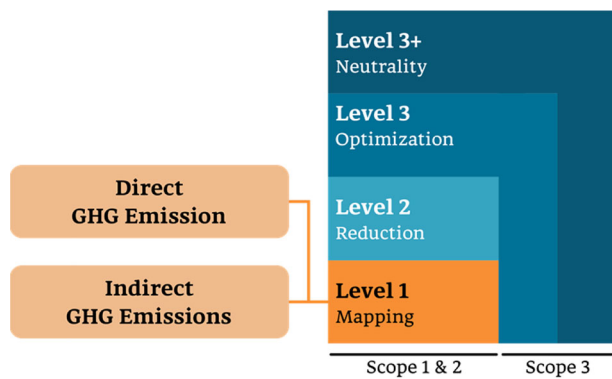 Level 3+
Neutrality
Level 3
Optimization
Direct
GHG Emission
Level 2
Reduction
Indirect
GHG Emissions
Level 1
Mapping
Scope 1 & 2
Scope 3